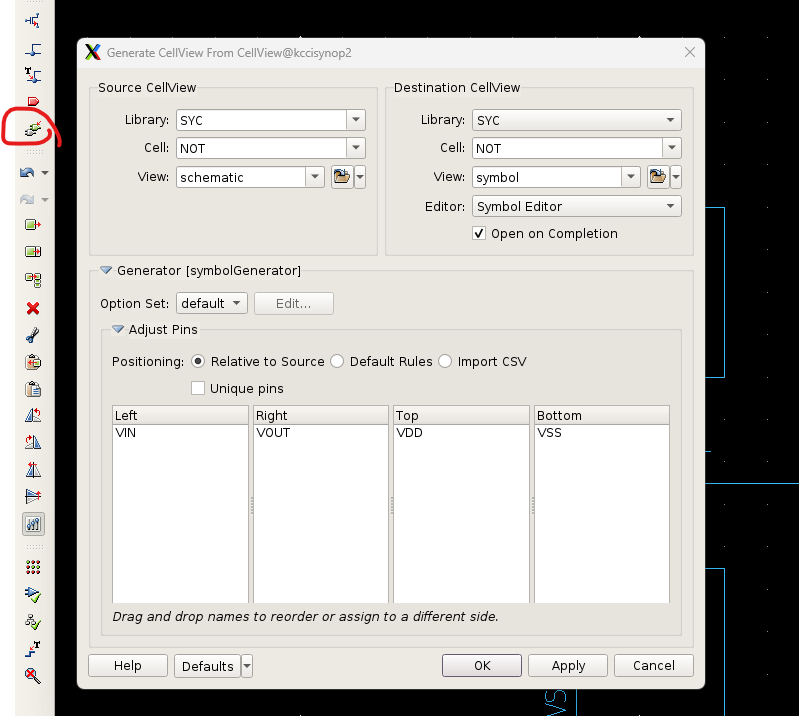 Generate CellView From CellView@kccisynop2
Source CellView
Destination CellView
Library: SYC
Library: SYC
Cell: NOT
Cell: NOT
View: schematic
View: symbol
Editor: Symbol Editor
Open on Completion
Generator [symbolGenerator]
Option Set: default Edit...
Adjust Pins
Positioning: Relative to Source Default Rules Import CSV
Unique pins
Left Right Top Bottom
VIN VOUT VDD VSS
Drag and drop names to reorder or assign to a different side.
Help Defaults OK Apply Cancel
VS